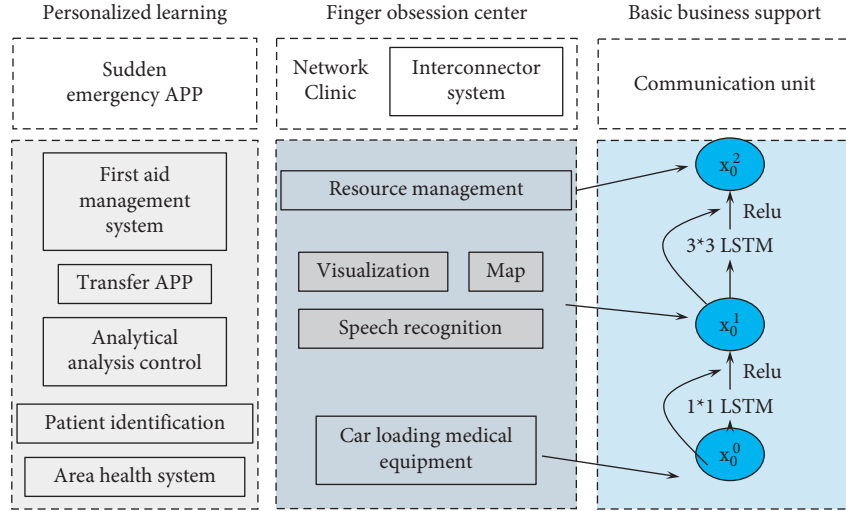 Personalized learning
Sudden
emergency APP
First aid
management
system
Transfer APP
Analytical
analysis control
Patient identification
Area health system
Finger obsession center
Network
Clinic
Interconnector
system
Resource management
Visualization
Map
Speech recognition
Car loading medical
equipment
Basic business support
Communication unit
x₀²
Relu
3*3 LSTM
x₀¹
Relu
1*1 LSTM
x₀⁰